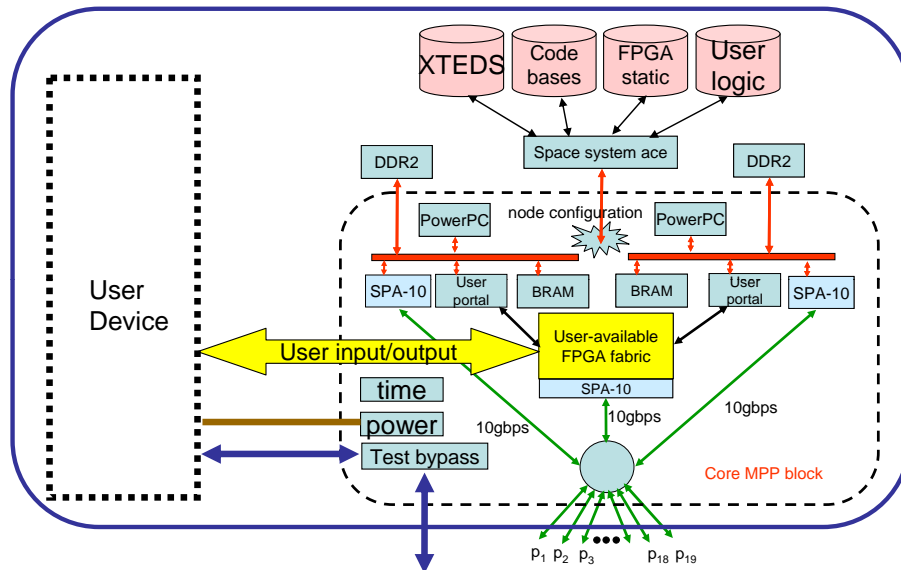 XTEDS
Code
bases
FPGA
static
User
logic
Space system ace
DDR2
DDR2
node configuration
PowerPC
PowerPC
SPA-10
User
portal
BRAM
BRAM
User
portal
SPA-10
User
Device
User input/output
User-available
FPGA fabric
SPA-10
time
power
Test bypass
10gbps
10gbps
10gbps
Core MPP block
p1 p2 p3 ••• p18 p19